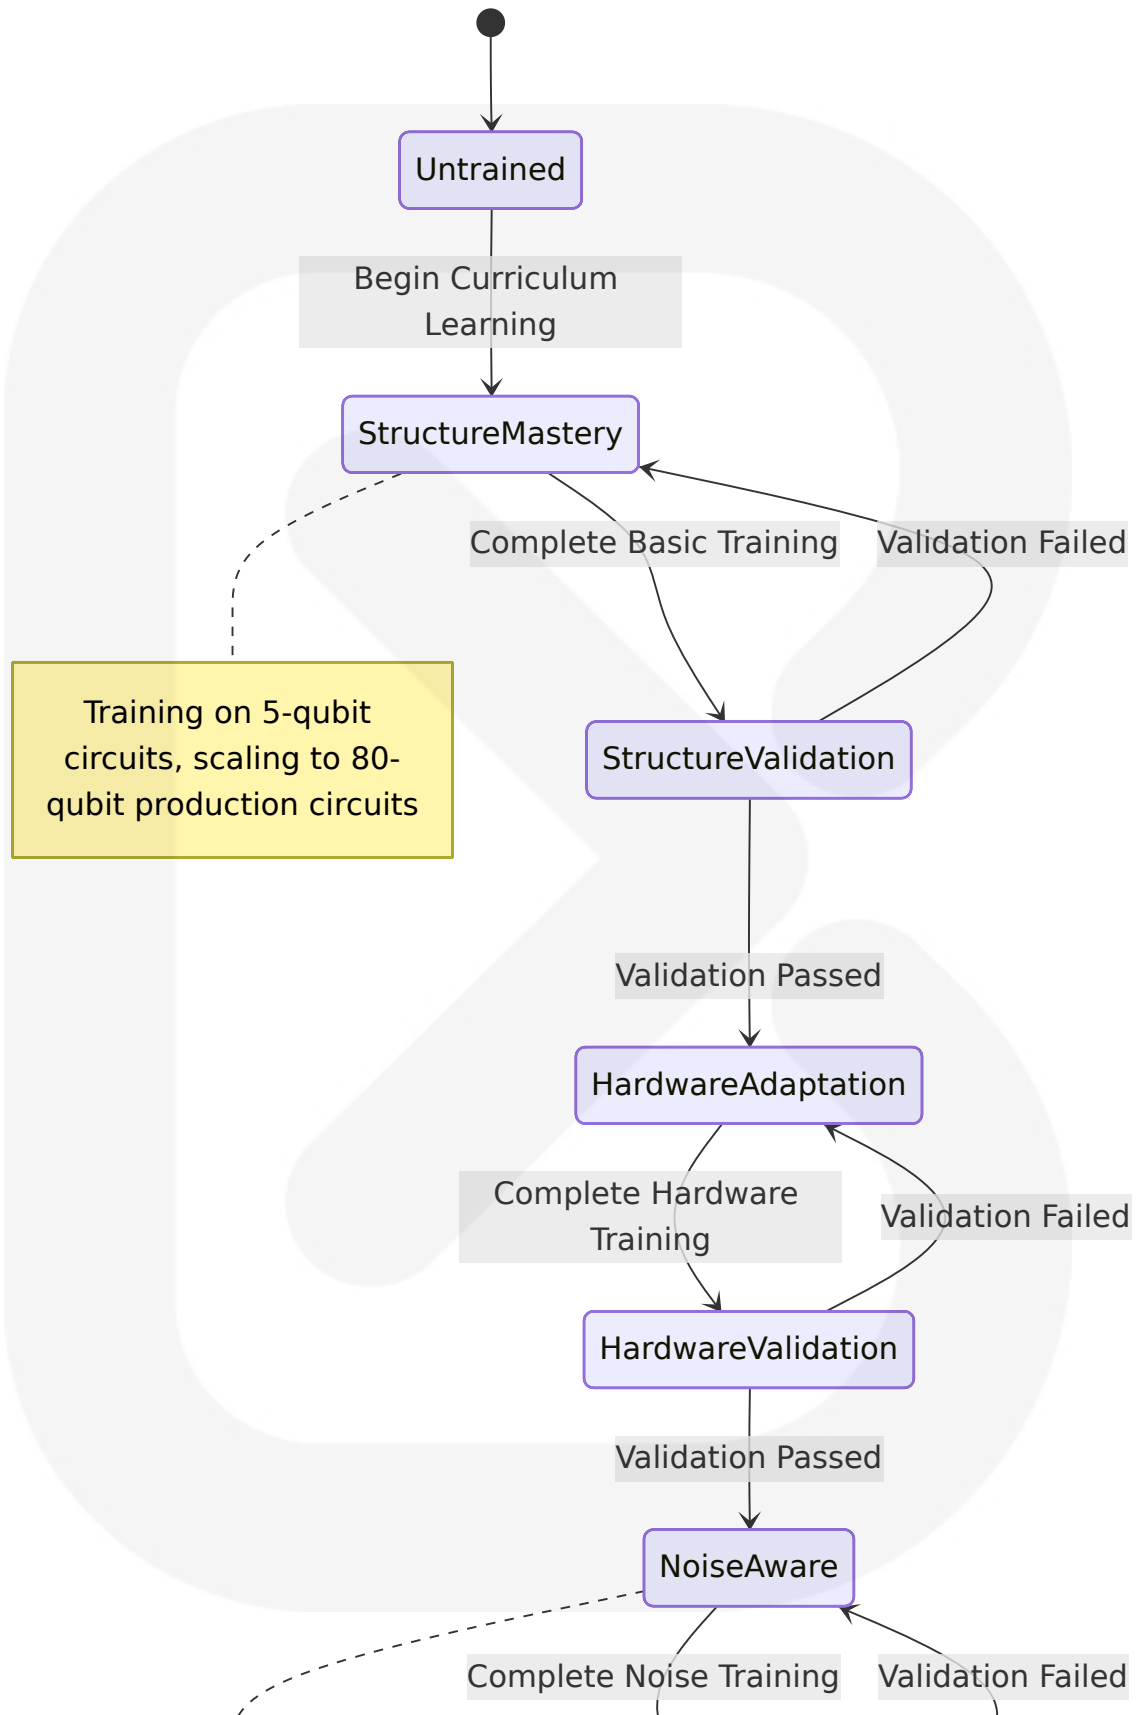 Untrained
Begin Curriculum
Learning
StructureMastery
Complete Basic Training
Validation Failed
Training on 5-qubit
circuits, scaling to 80-
qubit production circuits
StructureValidation
Validation Passed
HardwareAdaptation
Complete Hardware
Training
Validation Failed
HardwareValidation
Validation Passed
NoiseAware
Complete Noise Training
Validation Failed